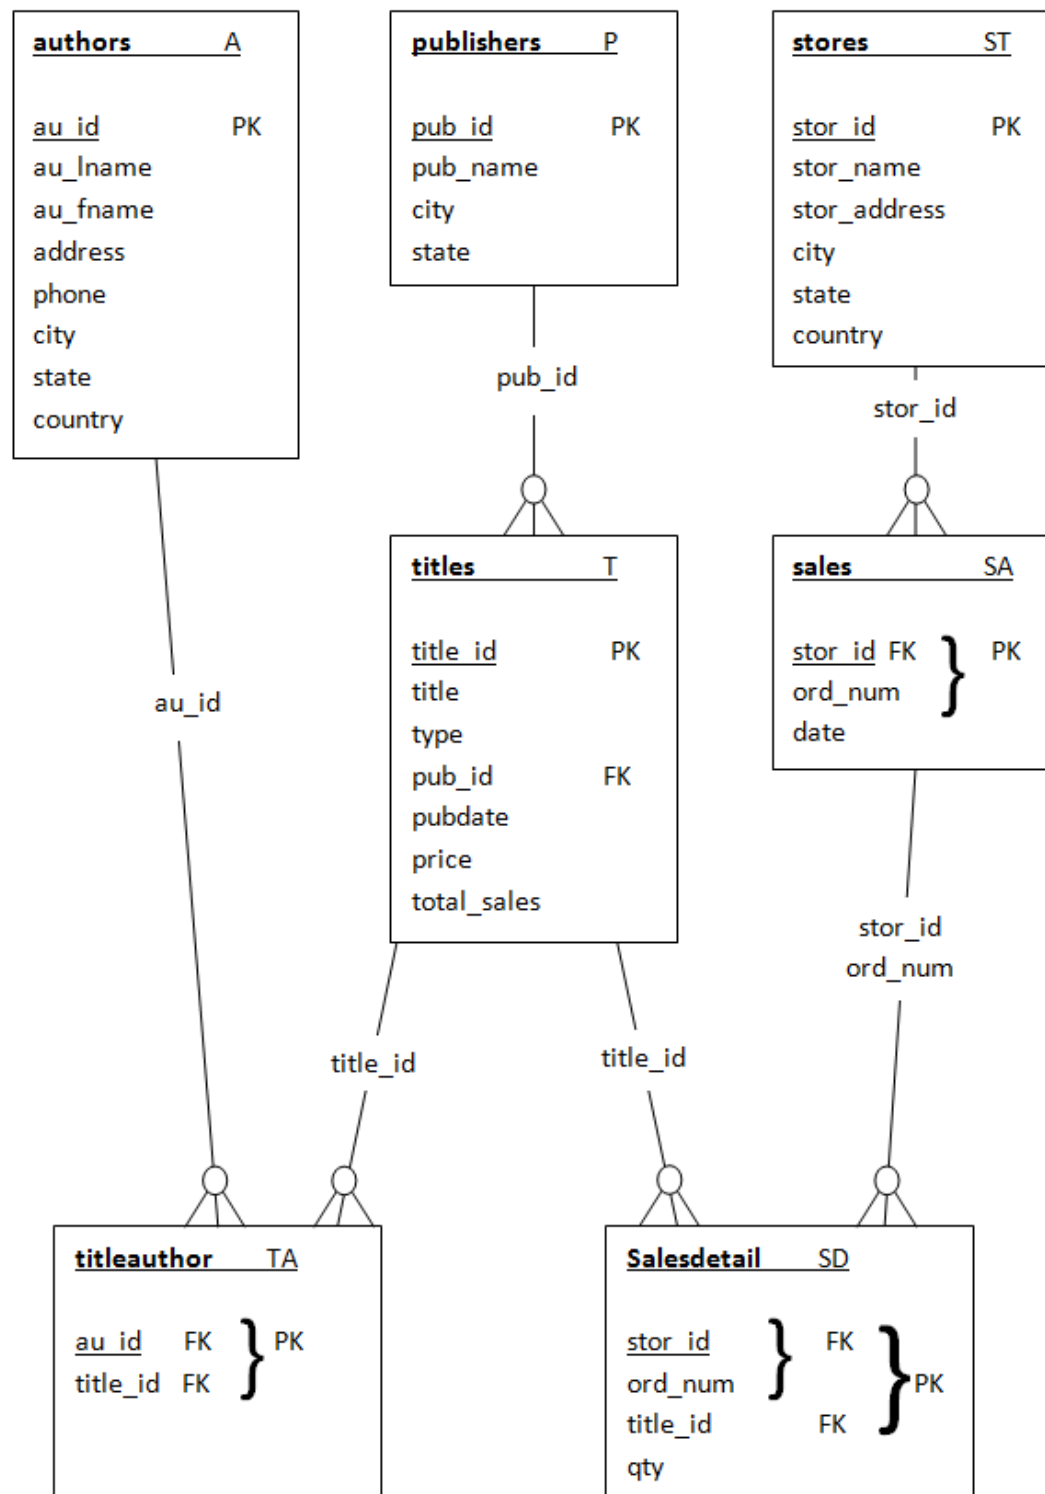 authors A
au_id PK
au_lname
au_fname
address
phone
city
state
country
publishers P
pub_id PK
pub_name
city
state
stores ST
stor_id PK
stor_name
stor_address
city
state
country
pub_id
stor_id
au_id
titles T
title_id PK
title
type
pub_id FK
pubdate
price
total_sales
sales SA
stor_id FK } PK
ord_num
date
stor_id
ord_num
title_id
title_id
titleauthor TA
au_id FK } PK
title_id FK
Salesdetail SD
stor_id } FK } PK
ord_num
title_id FK
qty